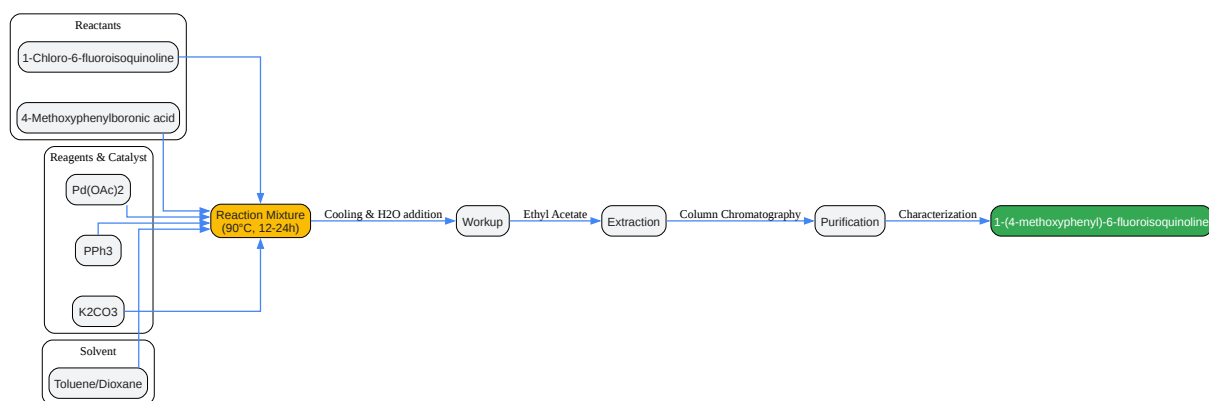 Reactants
1-Chloro-6-fluoroisoquinoline
4-Methoxyphenylboronic acid
Reagents & Catalyst
Pd(OAc)2
PPh3
K2CO3
Solvent
Toluene/Dioxane
Reaction Mixture
(90°C, 12-24h)
Cooling & H2O addition
Workup
Ethyl Acetate
Extraction
Column Chromatography
Purification
Characterization
1-(4-methoxyphenyl)-6-fluoroisoquinoline